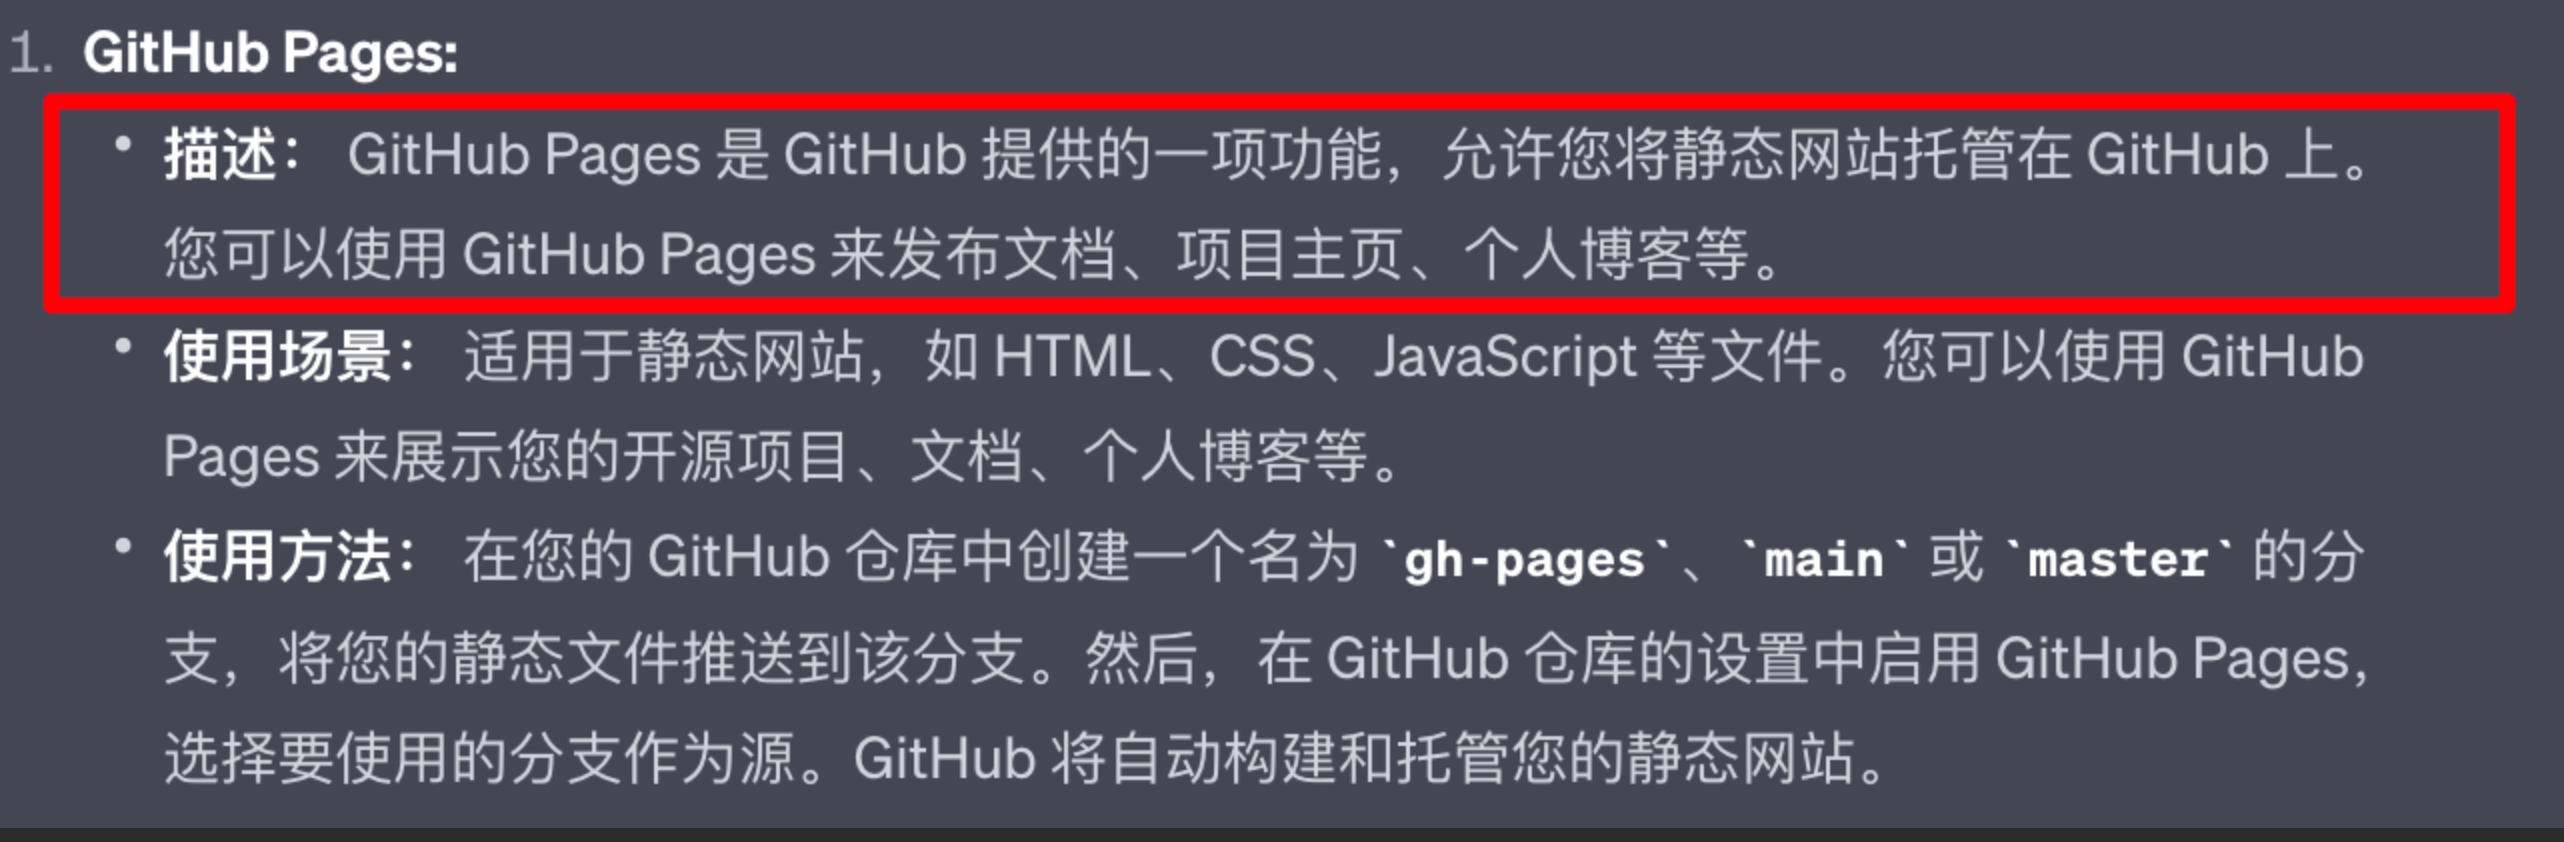 1. GitHub Pages:
• 描述： GitHub Pages 是 GitHub 提供的一项功能，允许您将静态网站托管在 GitHub 上。
您可以使用 GitHub Pages 来发布文档、项目主页、个人博客等。
• 使用场景： 适用于静态网站，如 HTML、CSS、JavaScript 等文件。您可以使用 GitHub
Pages 来展示您的开源项目、文档、个人博客等。
• 使用方法： 在您的 GitHub 仓库中创建一个名为 `gh-pages`、`main` 或 `master` 的分
支，将您的静态文件推送到该分支。然后，在 GitHub 仓库的设置中启用 GitHub Pages，
选择要使用的分支作为源。GitHub 将自动构建和托管您的静态网站。